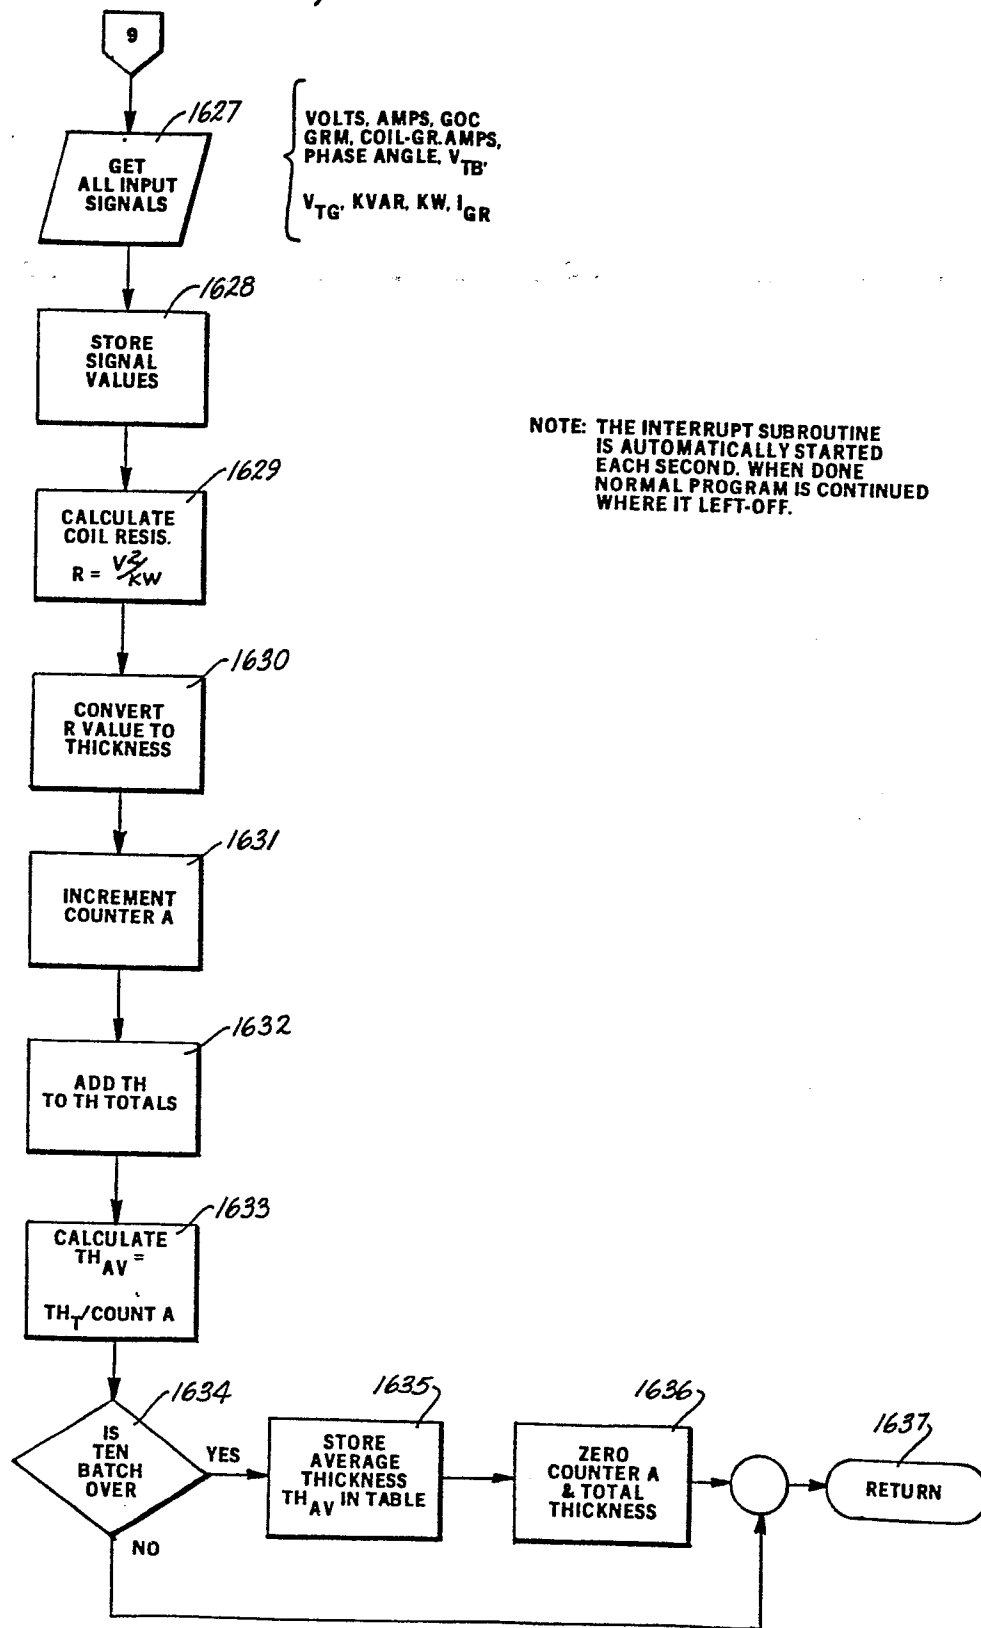 9
1627
GET
ALL INPUT
SIGNALS
VOLTS, AMPS, GOC
GRM, COIL-GR.AMPS,
PHASE ANGLE, V_TB,
V_TG, KVAR, KW, I_GR
1628
STORE
SIGNAL
VALUES
NOTE: THE INTERRUPT SUBROUTINE
IS AUTOMATICALLY STARTED
EACH SECOND. WHEN DONE
NORMAL PROGRAM IS CONTINUED
WHERE IT LEFT-OFF.
1629
CALCULATE
COIL RESIS.
R = V²/KW
1630
CONVERT
R VALUE TO
THICKNESS
1631
INCREMENT
COUNTER A
1632
ADD TH
TO TH TOTALS
1633
CALCULATE
TH_AV =
TH_T/COUNT A
1634
IS
TEN
BATCH
OVER
YES
NO
1635
STORE
AVERAGE
THICKNESS
TH_AV IN TABLE
1636
ZERO
COUNTER A
& TOTAL
THICKNESS
1637
RETURN